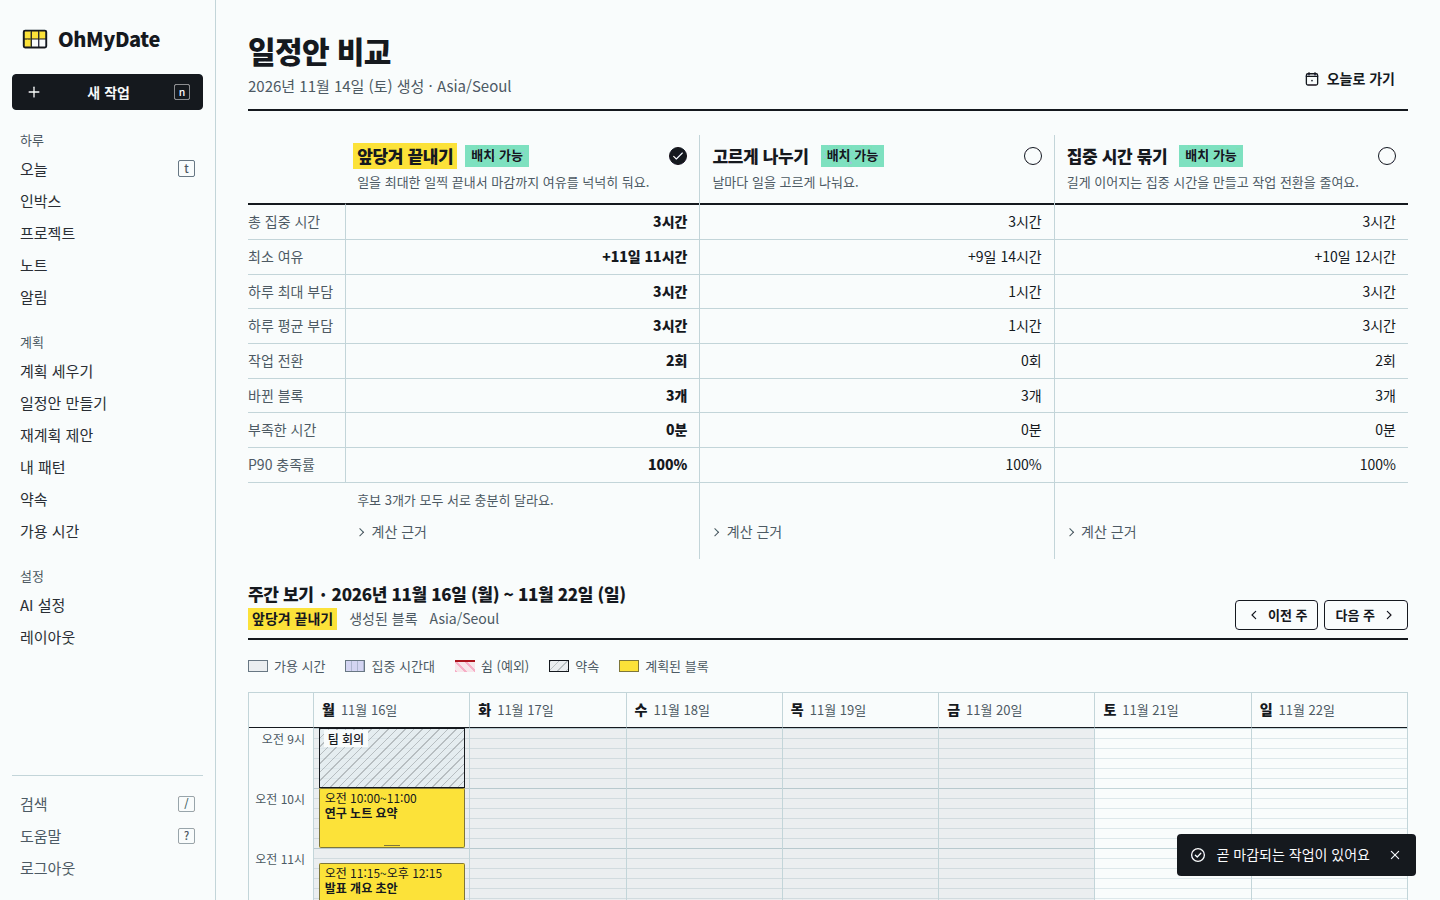 OhMyDate
새 작업 n
하루
오늘 t
인박스
프로젝트
노트
알림
계획
계획 세우기
일정안 만들기
재계획 제안
내 패턴
약속
가용 시간
설정
AI 설정
레이아웃
검색 /
도움말 ?
로그아웃
일정안 비교
2026년 11월 14일 (토) 생성 · Asia/Seoul
오늘로 가기
앞당겨 끝내기 배치 가능
일을 최대한 일찍 끝내서 마감까지 여유를 넉넉히 둬요.
고르게 나누기 배치 가능
날마다 일을 고르게 나눠요.
집중 시간 묶기 배치 가능
길게 이어지는 집중 시간을 만들고 작업 전환을 줄여요.
총 집중 시간 3시간 3시간 3시간
최소 여유 +11일 11시간 +9일 14시간 +10일 12시간
하루 최대 부담 3시간 1시간 3시간
하루 평균 부담 3시간 1시간 3시간
작업 전환 2회 0회 2회
바뀐 블록 3개 3개 3개
부족한 시간 0분 0분 0분
P90 충족률 100% 100% 100%
후보 3개가 모두 서로 충분히 달라요.
계산 근거 계산 근거 계산 근거
주간 보기 · 2026년 11월 16일 (월) ~ 11월 22일 (일)
앞당겨 끝내기 생성된 블록 Asia/Seoul
이전 주 다음 주
가용 시간 집중 시간대 쉼 (예외) 약속 계획된 블록
월 11월 16일 화 11월 17일 수 11월 18일 목 11월 19일 금 11월 20일 토 11월 21일 일 11월 22일
오전 9시
팀 회의
오전 10시
오전 10:00~11:00
연구 노트 요약
오전 11시
오전 11:15~오후 12:15
발표 개요 초안
곧 마감되는 작업이 있어요